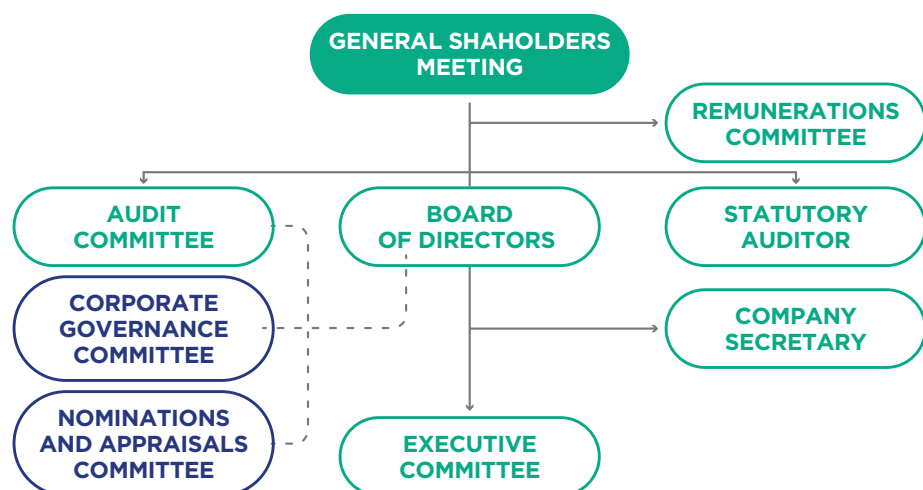 GENERAL SHAHOLDERS
MEETING
REMUNERATIONS
COMMITTEE
AUDIT
COMMITTEE
BOARD
OF DIRECTORS
STATUTORY
AUDITOR
CORPORATE
GOVERNANCE
COMMITTEE
COMPANY
SECRETARY
NOMINATIONS
AND APPRAISALS
COMMITTEE
EXECUTIVE
COMMITTEE